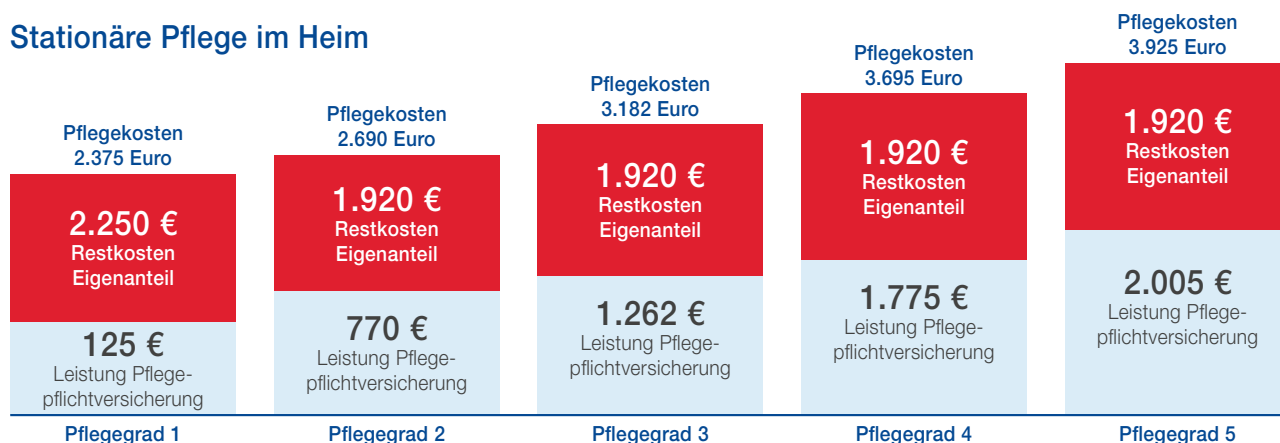 Stationäre Pflege im Heim
Pflegekosten
2.375 Euro
2.250 €
Restkosten
Eigenanteil
125 €
Leistung Pflege-
pflichtversicherung
Pflegegrad 1
Pflegekosten
2.690 Euro
1.920 €
Restkosten
Eigenanteil
770 €
Leistung Pflege-
pflichtversicherung
Pflegegrad 2
Pflegekosten
3.182 Euro
1.920 €
Restkosten
Eigenanteil
1.262 €
Leistung Pflege-
pflichtversicherung
Pflegegrad 3
Pflegekosten
3.695 Euro
1.920 €
Restkosten
Eigenanteil
1.775 €
Leistung Pflege-
pflichtversicherung
Pflegegrad 4
Pflegekosten
3.925 Euro
1.920 €
Restkosten
Eigenanteil
2.005 €
Leistung Pflege-
pflichtversicherung
Pflegegrad 5